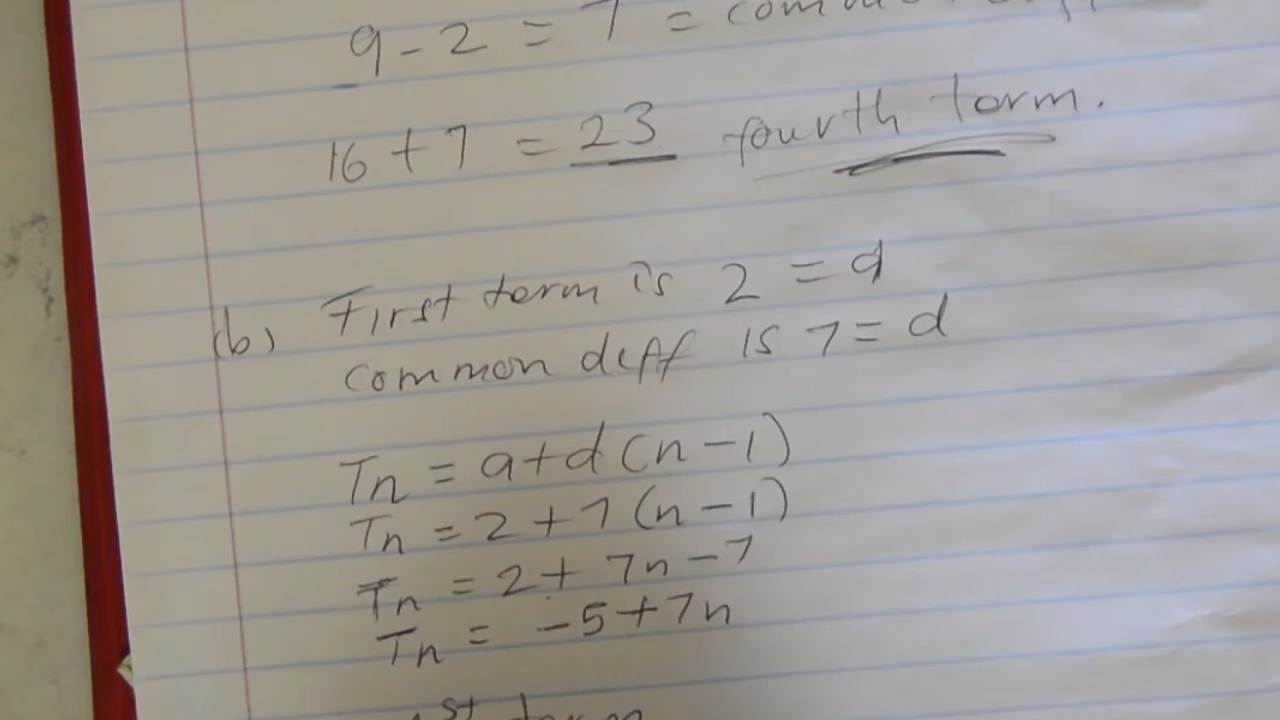 9 - 2 = 7 =
16 + 7 = 23 fourth term.
(b) First term is 2 = a
common diff is 7 = d
Tn = a + d (n - 1)
Tn = 2 + 7 (n - 1)
Tn = 2 + 7n - 7
Tn = -5 + 7n